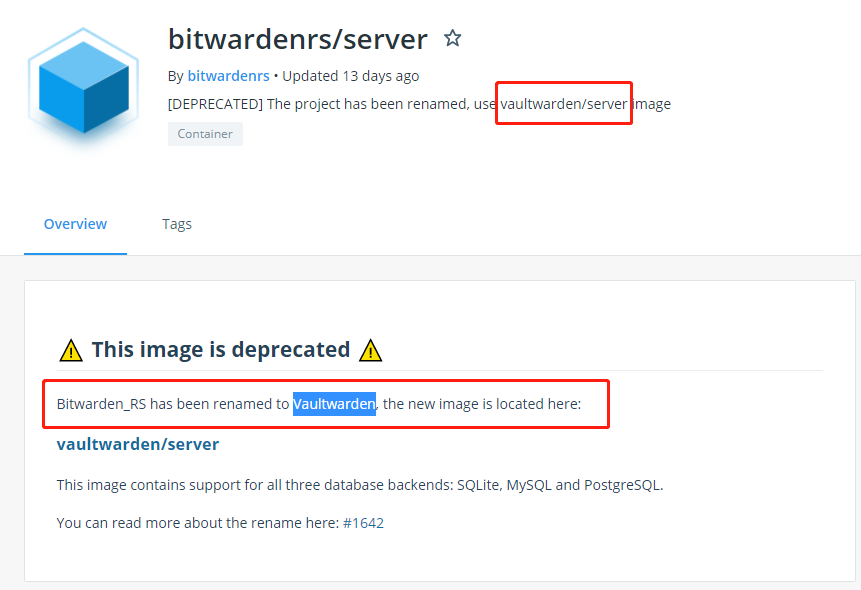 bitwardenrs/server
By bitwardenrs • Updated 13 days ago
[DEPRECATED] The project has been renamed, use vaultwarden/server image
Container
Overview
Tags
This image is deprecated
Bitwarden_RS has been renamed to Vaultwarden, the new image is located here:
vaultwarden/server
This image contains support for all three database backends: SQLite, MySQL and PostgreSQL.
You can read more about the rename here: #1642